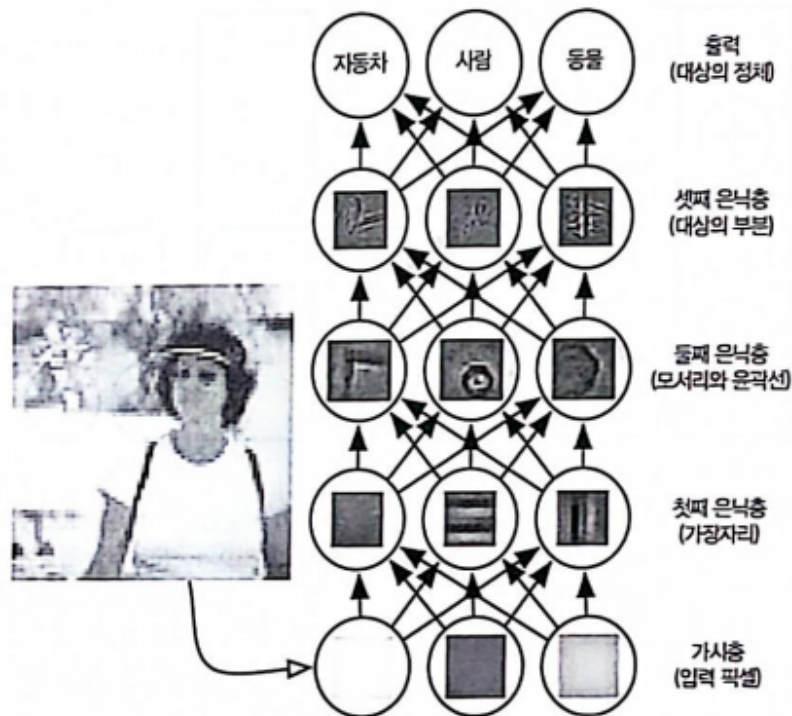 자동차
사람
동물
출력
(대상의 정체)
셋째 은닉층
(대상의 부분)
둘째 은닉층
(모서리와 윤곽선)
첫째 은닉층
(가장자리)
가시층
(입력 픽셀)